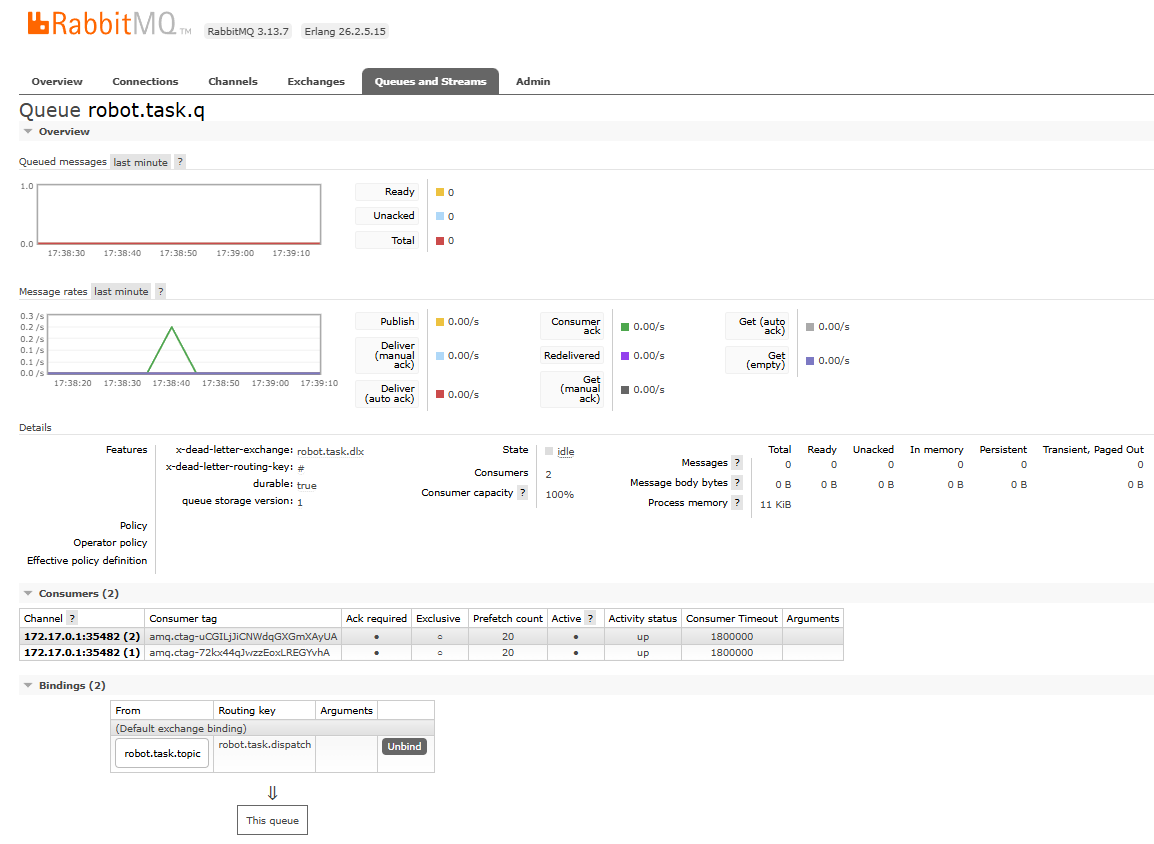 RabbitMQ TM RabbitMQ 3.13.7 Erlang 26.2.5.15
Overview Connections Channels Exchanges Queues and Streams Admin
Queue robot.task.q
Overview
Queued messages last minute ?
1.0
0.0
17:38:30 17:38:40 17:38:50 17:39:00 17:39:10
Ready 0
Unacked 0
Total 0
Message rates last minute ?
0.3 /s
0.2 /s
0.2 /s
0.1 /s
0.1 /s
0.0 /s
17:38:20 17:38:30 17:38:40 17:38:50 17:39:00 17:39:10
Publish 0.00/s
Deliver
(manual
ack)
0.00/s
Deliver
(auto ack)
0.00/s
Consumer
ack
0.00/s
Redelivered 0.00/s
Get
(manual
ack)
0.00/s
Get (auto
ack)
0.00/s
Get
(empty)
0.00/s
Details
Features
x-dead-letter-exchange: robot.task.dlx
x-dead-letter-routing-key: #
durable: true
queue storage version: 1
Policy
Operator policy
Effective policy definition
State idle
Consumers 2
Consumer capacity ? 100%
Total Ready Unacked In memory Persistent Transient, Paged Out
Messages ? 0 0 0 0 0 0
Message body bytes ? 0 B 0 B 0 B 0 B 0 B 0 B
Process memory ? 11 KiB
Consumers (2)
Channel ? Consumer tag Ack required Exclusive Prefetch count Active ? Activity status Consumer Timeout Arguments
172.17.0.1:35482 (2) amq.ctag-uCGILjJiCNWdqGXGmXAyUA ● ○ 20 ● up 1800000
172.17.0.1:35482 (1) amq.ctag-72kx44qJwzzEoxLREGYvhA ● ○ 20 ● up 1800000
Bindings (2)
From Routing key Arguments
(Default exchange binding)
robot.task.topic robot.task.dispatch Unbind
⇓
This queue